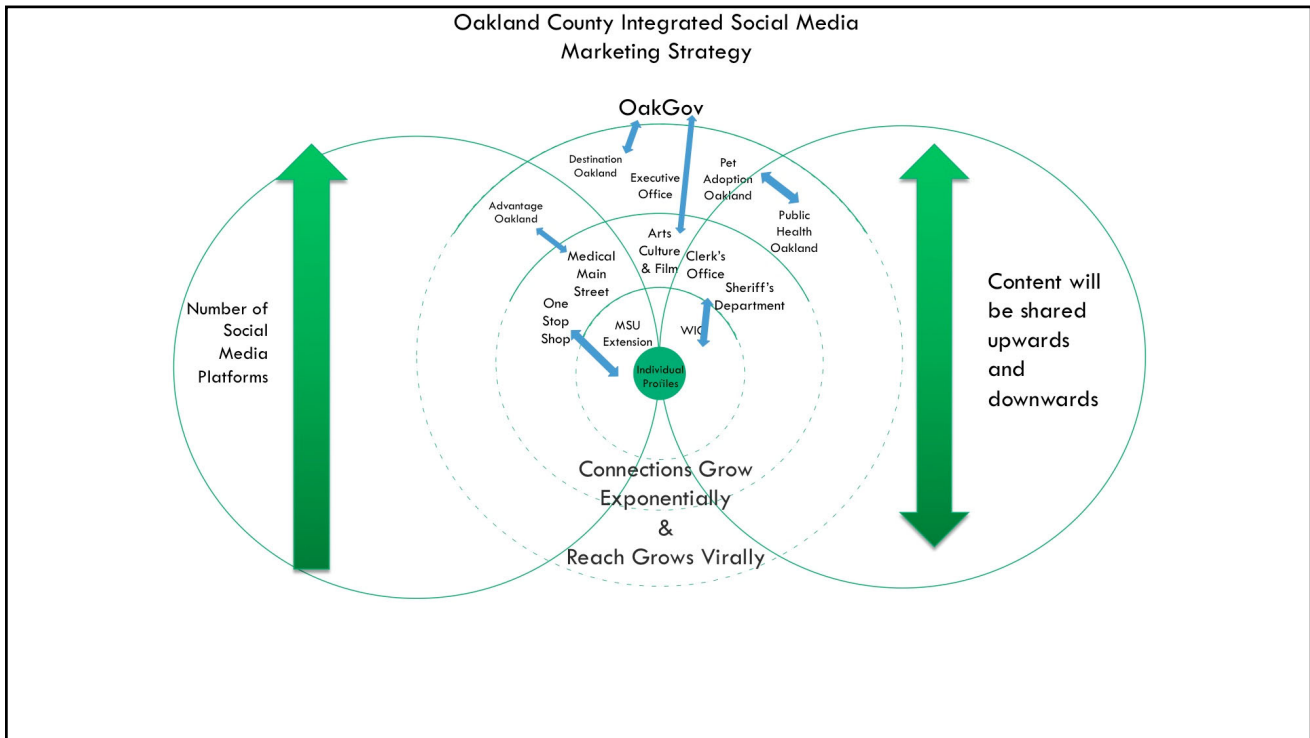 Oakland County Integrated Social Media
Marketing Strategy
OakGov
Destination
Oakland
Executive
Office
Pet
Adoption
Oakland
Public
Health
Oakland
Advantage
Oakland
Medical
Main
Street
Arts
Culture
& Film
Clerk's
Office
Sheriff's
Department
One
Stop
Shop
MSU
Extension
WIC
Individual
Profiles
Number of
Social
Media
Platforms
Content will
be shared
upwards
and
downwards
Connections Grow
Exponentially
&
Reach Grows Virally